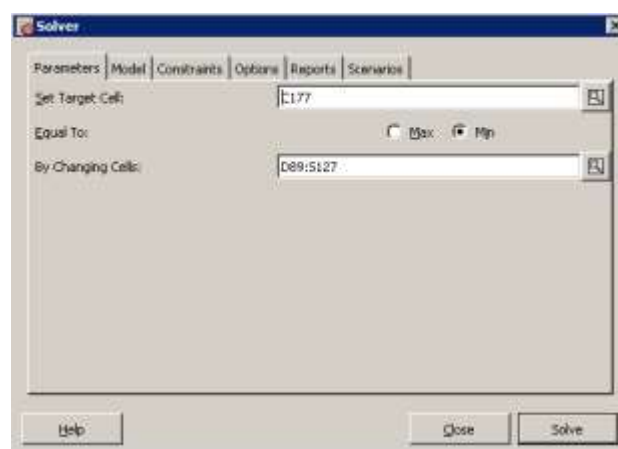 Solver
Parameters Model Constraints Options Reports Scenarios
Set Target Cell: C177
Equal To: Max Min
By Changing Cells: D89:S127
Help Close Solve